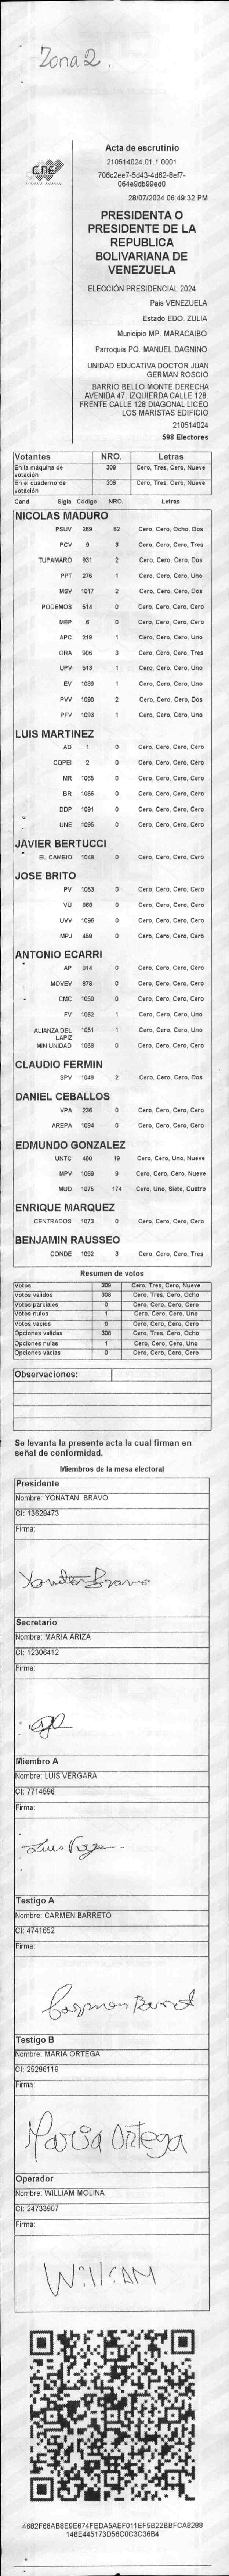 Zona 2.
CNE
Acta de escrutinio
210514024.01.1.0001
706c2ee7-5d43-4d62-8ef7-
064e9db99ed0
28/07/2024 06:49:32 PM
PRESIDENTA O
PRESIDENTE DE LA
REPUBLICA
BOLIVARIANA DE
VENEZUELA
ELECCIÓN PRESIDENCIAL 2024
País VENEZUELA
Estado EDO. ZULIA
Municipio MP. MARACAIBO
Parroquia PQ. MANUEL DAGNINO
UNIDAD EDUCATIVA DOCTOR JUAN
GERMAN ROSCIO
BARRIO BELLO MONTE DERECHA
AVENIDA 47. IZQUIERDA CALLE 128.
FRENTE CALLE 128 DIAGONAL LICEO
LOS MARISTAS EDIFICIO
210514024
598 Electores
Votantes NRO. Letras
En la máquina de votación 309 Cero, Tres, Cero, Nueve
En el cuaderno de votación 309 Cero, Tres, Cero, Nueve
Cand. Sigla Código NRO. Letras
NICOLAS MADURO
PSUV 269 82 Cero, Cero, Ocho, Dos
PCV 9 3 Cero, Cero, Cero, Tres
TUPAMARO 931 2 Cero, Cero, Cero, Dos
PPT 276 1 Cero, Cero, Cero, Uno
MSV 1017 2 Cero, Cero, Cero, Dos
PODEMOS 514 0 Cero, Cero, Cero, Cero
MEP 6 0 Cero, Cero, Cero, Cero
APC 219 1 Cero, Cero, Cero, Uno
ORA 906 3 Cero, Cero, Cero, Tres
UPV 513 1 Cero, Cero, Cero, Uno
EV 1089 1 Cero, Cero, Cero, Uno
PVV 1090 2 Cero, Cero, Cero, Dos
PFV 1093 1 Cero, Cero, Cero, Uno
LUIS MARTINEZ
AD 1 0 Cero, Cero, Cero, Cero
COPEI 2 0 Cero, Cero, Cero, Cero
MR 1065 0 Cero, Cero, Cero, Cero
BR 1066 0 Cero, Cero, Cero, Cero
DDP 1091 0 Cero, Cero, Cero, Cero
UNE 1095 0 Cero, Cero, Cero, Cero
JAVIER BERTUCCI
EL CAMBIO 1048 0 Cero, Cero, Cero, Cero
JOSE BRITO
PV 1053 0 Cero, Cero, Cero, Cero
VU 868 0 Cero, Cero, Cero, Cero
UVV 1096 0 Cero, Cero, Cero, Cero
MPJ 459 0 Cero, Cero, Cero, Cero
ANTONIO ECARRI
AP 814 0 Cero, Cero, Cero, Cero
MOVEV 878 0 Cero, Cero, Cero, Cero
CMC 1050 0 Cero, Cero, Cero, Cero
FV 1062 1 Cero, Cero, Cero, Uno
ALIANZA DEL LAPIZ 1051 1 Cero, Cero, Cero, Uno
MIN UNIDAD 1068 0 Cero, Cero, Cero, Cero
CLAUDIO FERMIN
SPV 1049 2 Cero, Cero, Cero, Dos
DANIEL CEBALLOS
VPA 236 0 Cero, Cero, Cero, Cero
AREPA 1094 0 Cero, Cero, Cero, Cero
EDMUNDO GONZALEZ
UNTC 460 19 Cero, Cero, Uno, Nueve
MPV 1069 9 Cero, Cero, Cero, Nueve
MUD 1075 174 Cero, Uno, Siete, Cuatro
ENRIQUE MARQUEZ
CENTRADOS 1073 0 Cero, Cero, Cero, Cero
BENJAMIN RAUSSEO
CONDE 1092 3 Cero, Cero, Cero, Tres
Resumen de votos
Votos 309 Cero, Tres, Cero, Nueve
Votos validos 308 Cero, Tres, Cero, Ocho
Votos parciales 0 Cero, Cero, Cero, Cero
Votos nulos 1 Cero, Cero, Cero, Uno
Votos vacios 0 Cero, Cero, Cero, Cero
Opciones validas 308 Cero, Tres, Cero, Ocho
Opciones nulas 1 Cero, Cero, Cero, Uno
Opciones vacias 0 Cero, Cero, Cero, Cero
Observaciones:
Se levanta la presente acta la cual firman en
señal de conformidad.
Miembros de la mesa electoral
Presidente
Nombre: YONATAN BRAVO
CI: 13628473
Firma:
Yonatan Bravo
Secretario
Nombre: MARIA ARIZA
CI: 12306412
Firma:
Miembro A
Nombre: LUIS VERGARA
CI: 7714596
Firma:
Testigo A
Nombre: CARMEN BARRETO
CI: 4741652
Firma:
Testigo B
Nombre: MARIA ORTEGA
CI: 25296119
Firma:
Maria Ortega
Operador
Nombre: WILLIAM MOLINA
CI: 24733907
Firma:
William
4682F66AB8E9E674FEDA5AEF011EF5B22BBFCA8288
148E445173D56C0C3C36B4